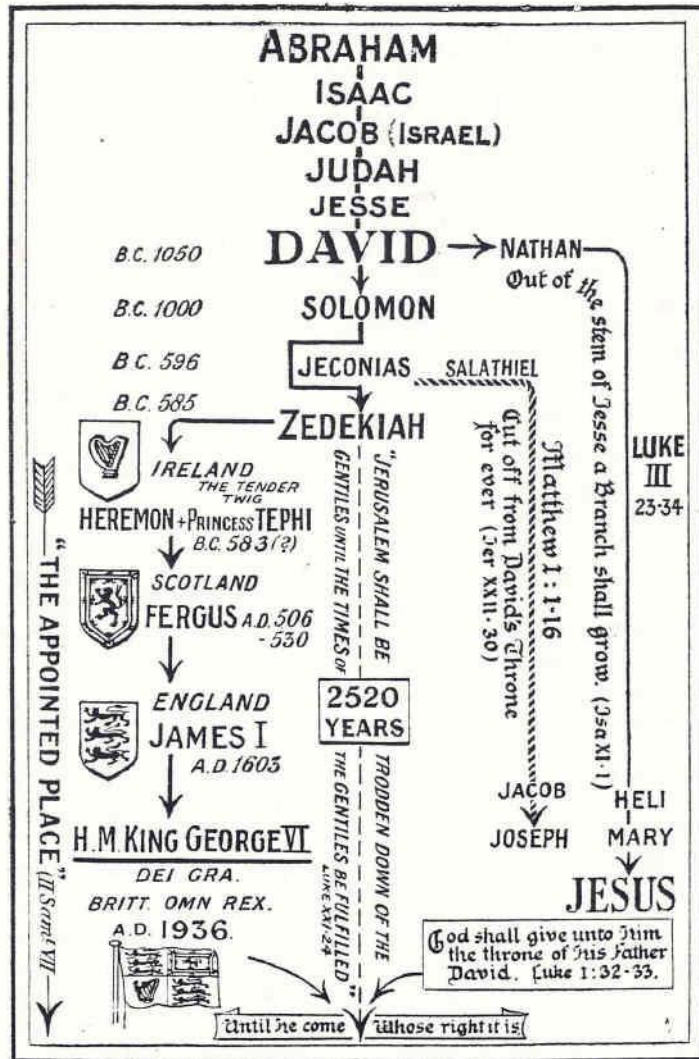 ABRAHAM
ISAAC
JACOB (ISRAEL)
JUDAH
JESSE
B.C. 1050
DAVID
NATHAN
Out of the stem of Jesse a Branch shall grow. (Isa XI·1)
B.C. 1000
SOLOMON
B.C. 596
JECONIAS
SALATHIEL
B.C. 585
ZEDEKIAH
IRELAND
THE TENDER
TWIG
HEREMON + PRINCESS TEPHI
B.C. 583 (?)
SCOTLAND
FERGUS A.D. 506
-530
ENGLAND
JAMES I
A.D. 1603
H.M. KING GEORGE VI
DEI GRA.
BRITT. OMN REX.
A.D. 1936.
"THE APPOINTED PLACE" (II Saml. VII)
"JERUSALEM SHALL BE TRODDEN DOWN OF THE
GENTILES UNTIL THE TIMES OF THE GENTILES BE FULFILLED"
LUKE XXI-24
2520
YEARS
Matthew 1:1-16
Cut off from David's Throne
for ever (Jer XXII·30)
LUKE
III
23-34
JACOB
JOSEPH
HELI
MARY
JESUS
God shall give unto Him
the throne of His Father
David. Luke 1:32-33.
Until he come Whose right it is